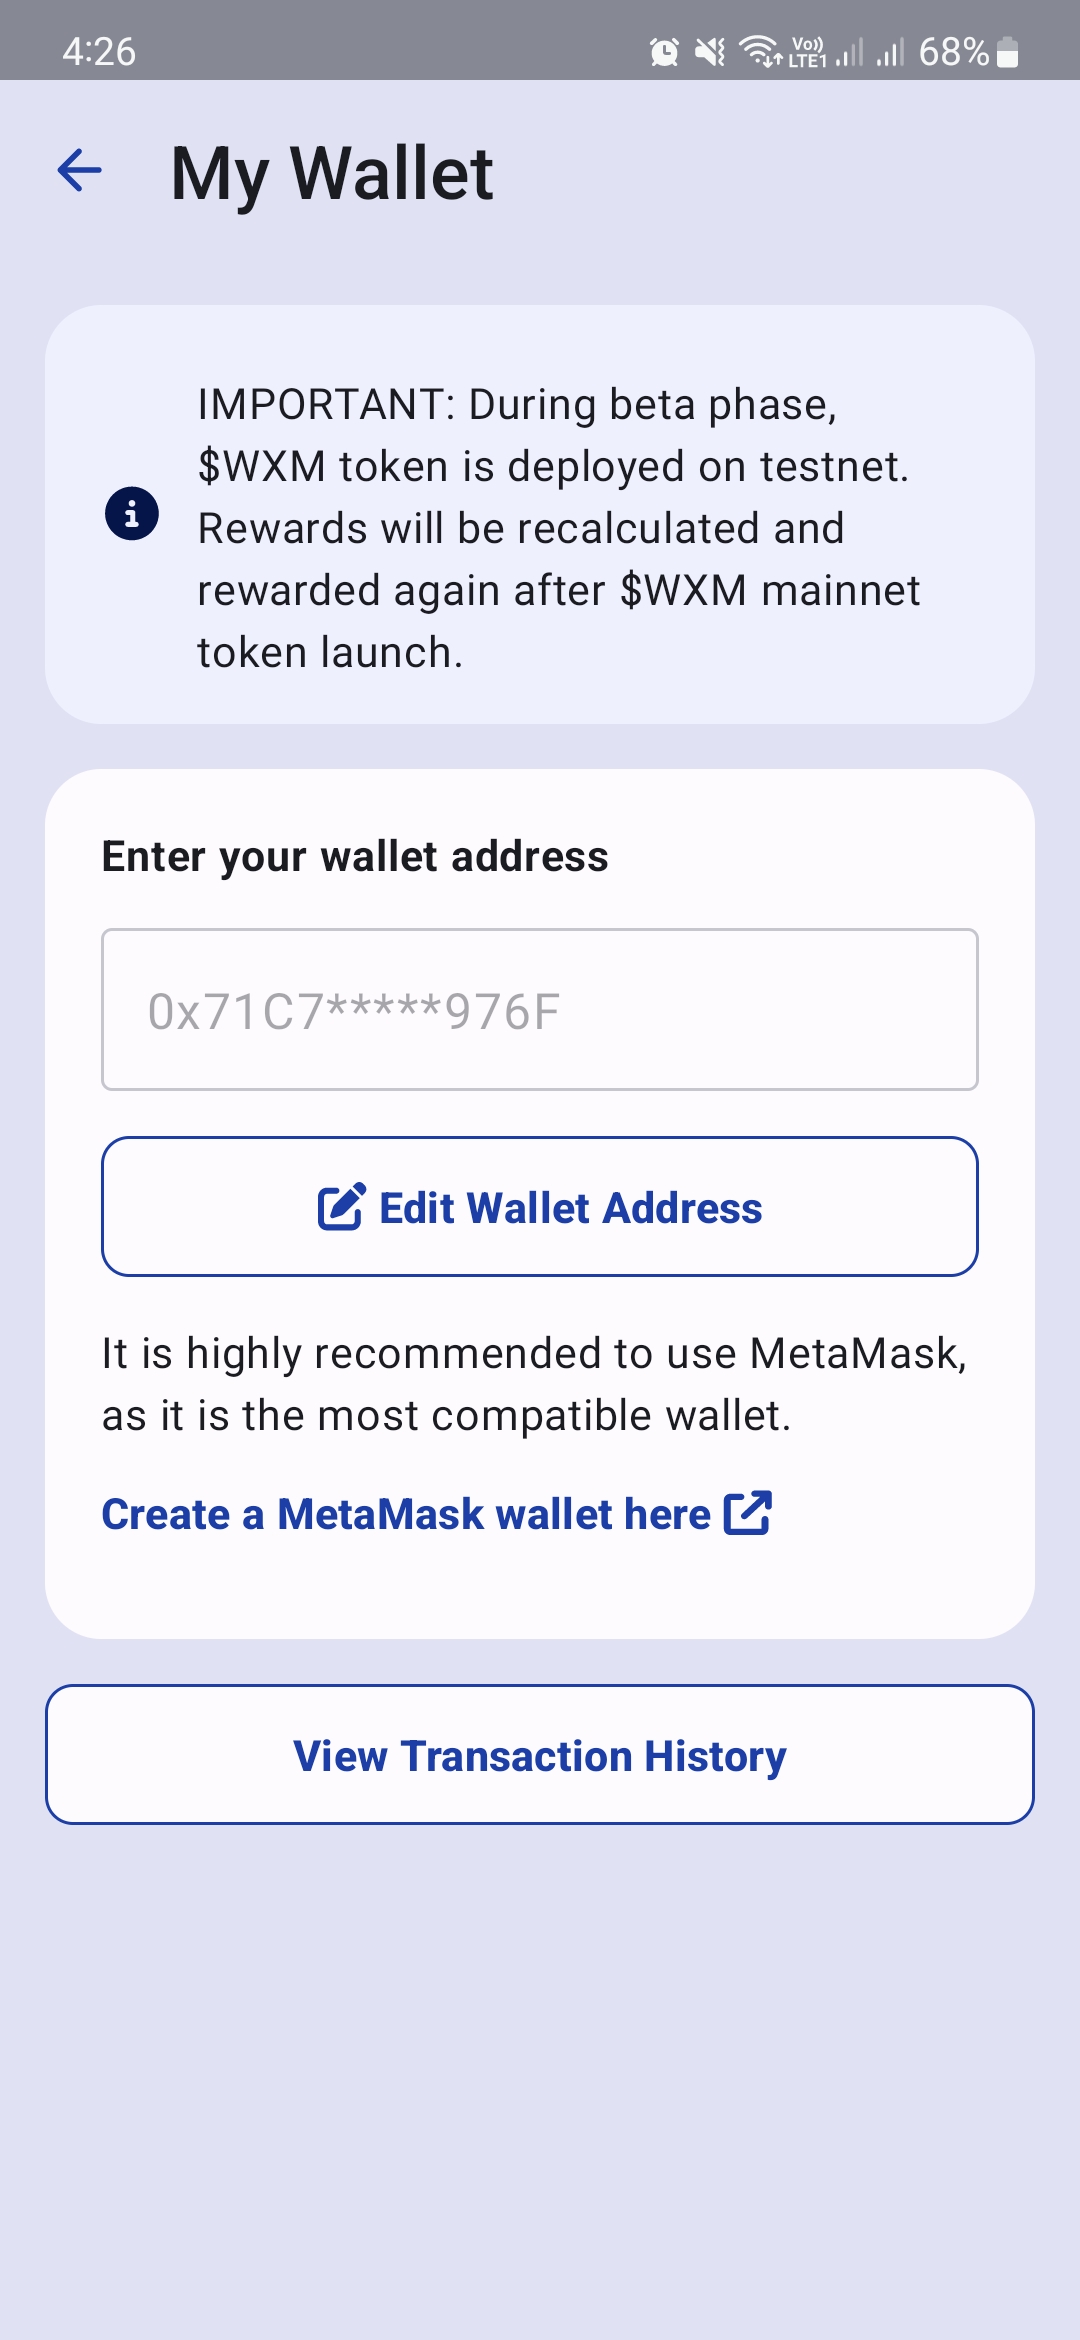 4:26
Vo))
LTE1
68%
My Wallet
IMPORTANT: During beta phase,
$WXM token is deployed on testnet.
Rewards will be recalculated and
rewarded again after $WXM mainnet
token launch.
Enter your wallet address
0x71C7*****976F
Edit Wallet Address
It is highly recommended to use MetaMask,
as it is the most compatible wallet.
Create a MetaMask wallet here
View Transaction History